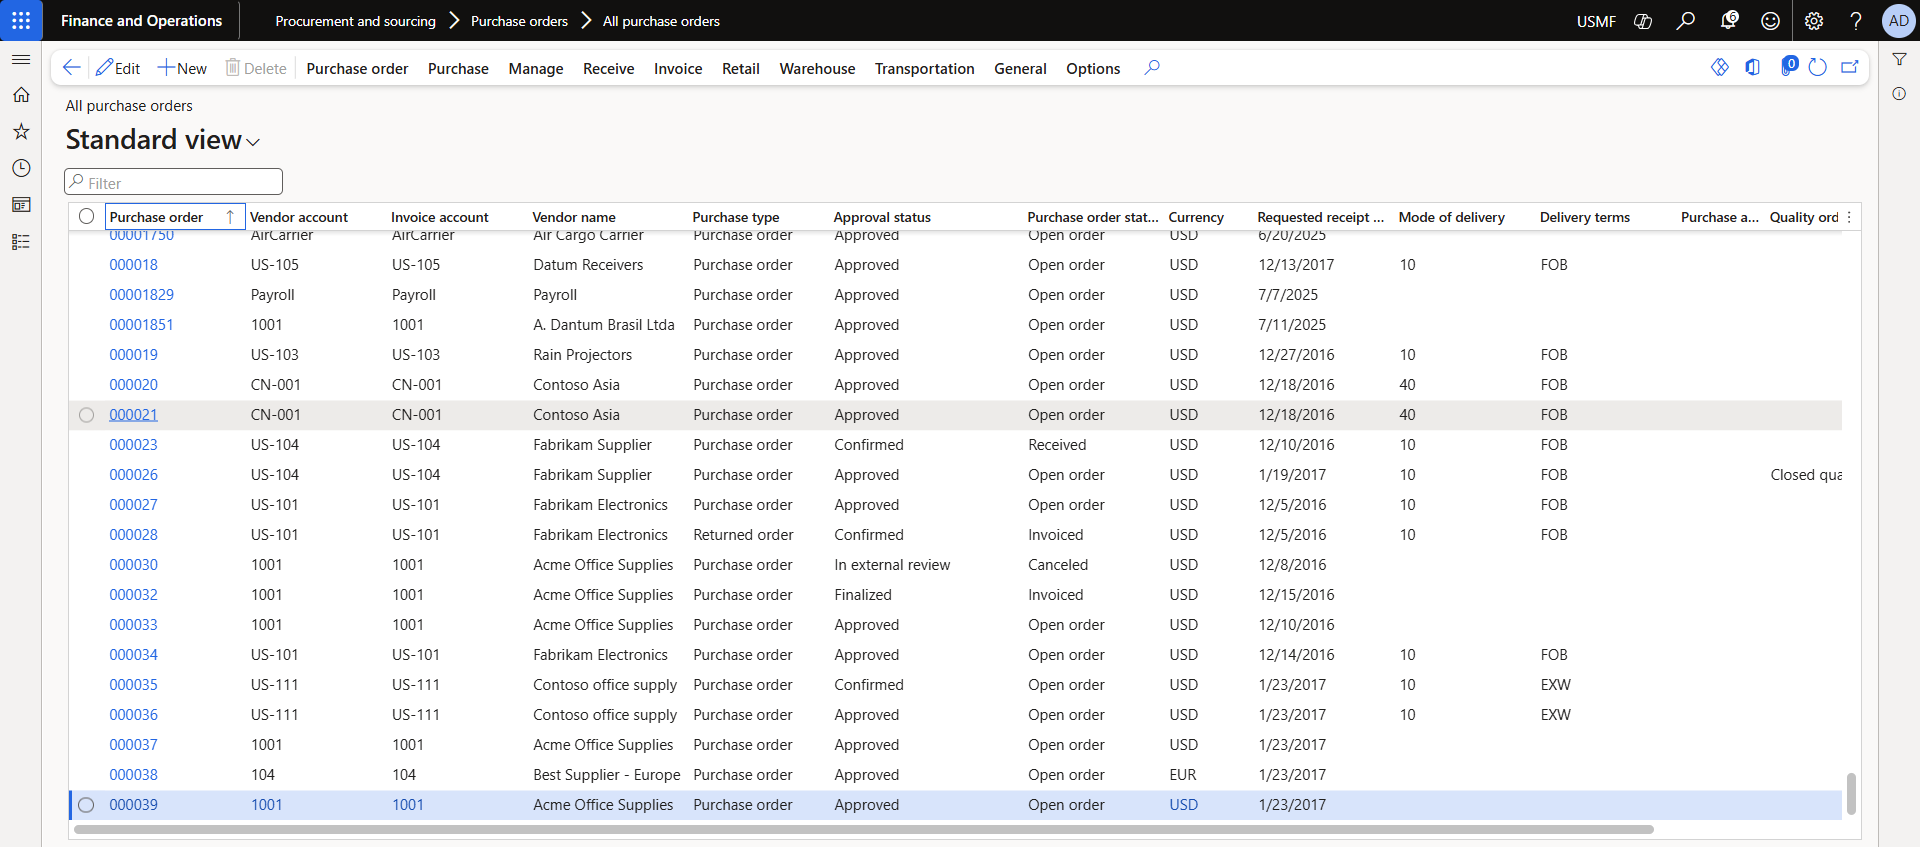 Finance and Operations Procurement and sourcing Purchase orders All purchase orders USMF 6 AD
Edit New Delete Purchase order Purchase Manage Receive Invoice Retail Warehouse Transportation General Options 0
All purchase orders
Standard view
Filter
Purchase order Vendor account Invoice account Vendor name Purchase type Approval status Purchase order stat... Currency Requested receipt ... Mode of delivery Delivery terms Purchase a... Quality ord
00001750 AirCarrier AirCarrier Air Cargo Carrier Purchase order Approved Open order USD 6/20/2025
000018 US-105 US-105 Datum Receivers Purchase order Approved Open order USD 12/13/2017 10 FOB
00001829 Payroll Payroll Payroll Purchase order Approved Open order USD 7/7/2025
00001851 1001 1001 A. Dantum Brasil Ltda Purchase order Approved Open order USD 7/11/2025
000019 US-103 US-103 Rain Projectors Purchase order Approved Open order USD 12/27/2016 10 FOB
000020 CN-001 CN-001 Contoso Asia Purchase order Approved Open order USD 12/18/2016 40 FOB
000021 CN-001 CN-001 Contoso Asia Purchase order Approved Open order USD 12/18/2016 40 FOB
000023 US-104 US-104 Fabrikam Supplier Purchase order Confirmed Received USD 12/10/2016 10 FOB
000026 US-104 US-104 Fabrikam Supplier Purchase order Approved Open order USD 1/19/2017 10 FOB Closed qua
000027 US-101 US-101 Fabrikam Electronics Purchase order Approved Open order USD 12/5/2016 10 FOB
000028 US-101 US-101 Fabrikam Electronics Returned order Confirmed Invoiced USD 12/5/2016 10 FOB
000030 1001 1001 Acme Office Supplies Purchase order In external review Canceled USD 12/8/2016
000032 1001 1001 Acme Office Supplies Purchase order Finalized Invoiced USD 12/15/2016
000033 1001 1001 Acme Office Supplies Purchase order Approved Open order USD 12/10/2016
000034 US-101 US-101 Fabrikam Electronics Purchase order Approved Open order USD 12/14/2016 10 FOB
000035 US-111 US-111 Contoso office supply Purchase order Confirmed Open order USD 1/23/2017 10 EXW
000036 US-111 US-111 Contoso office supply Purchase order Approved Open order USD 1/23/2017 10 EXW
000037 1001 1001 Acme Office Supplies Purchase order Approved Open order USD 1/23/2017
000038 104 104 Best Supplier - Europe Purchase order Approved Open order EUR 1/23/2017
000039 1001 1001 Acme Office Supplies Purchase order Approved Open order USD 1/23/2017